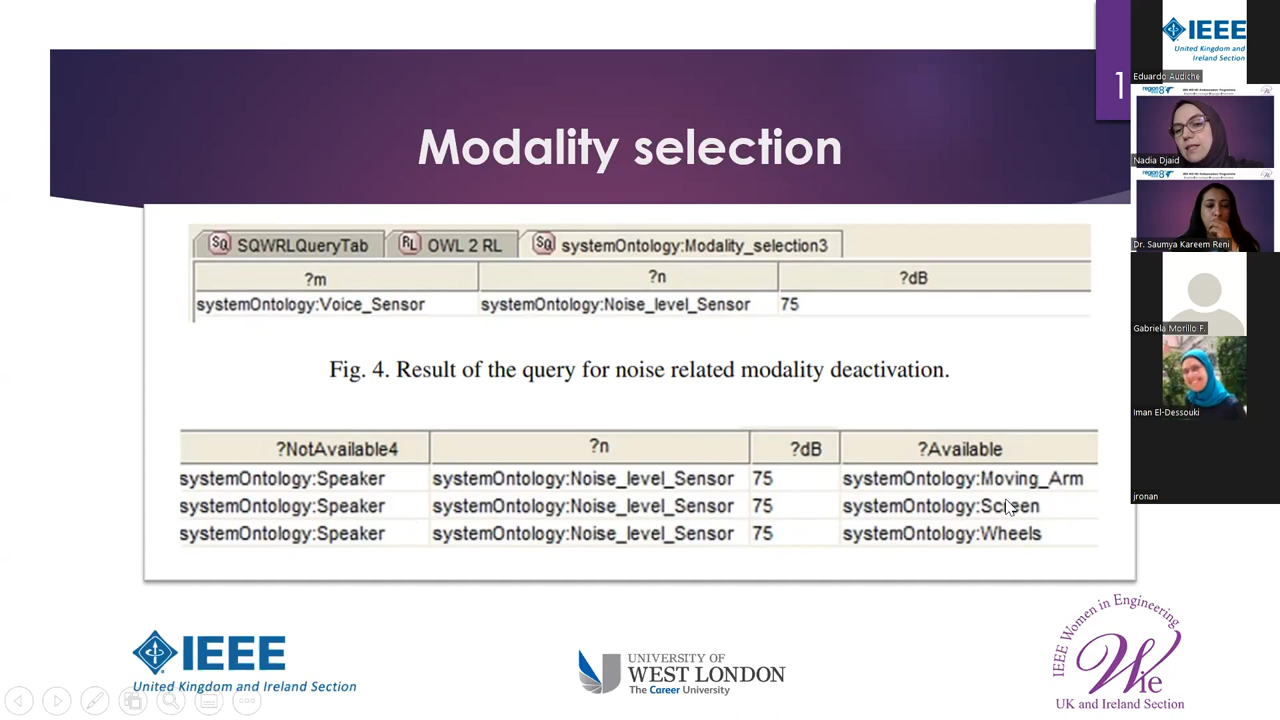 1
Modality selection
SQWRLQueryTab
OWL 2 RL
systemOntology:Modality_selection3
?m ?n ?dB
systemOntology:Voice_Sensor systemOntology:Noise_level_Sensor 75
Fig. 4. Result of the query for noise related modality deactivation.
?NotAvailable4 ?n ?dB ?Available
systemOntology:Speaker systemOntology:Noise_level_Sensor 75 systemOntology:Moving_Arm
systemOntology:Speaker systemOntology:Noise_level_Sensor 75 systemOntology:Screen
systemOntology:Speaker systemOntology:Noise_level_Sensor 75 systemOntology:Wheels
IEEE
United Kingdom and Ireland Section
UNIVERSITY OF
WEST LONDON
The Career University
IEEE Women in Engineering
Wie
UK and Ireland Section
IEEE
United Kingdom and
Ireland Section
Eduardo Audiche
Nadia Djaid
Dr. Saumya Kareem Reni
Gabriela Morillo F.
Iman El-Dessouki
jronan